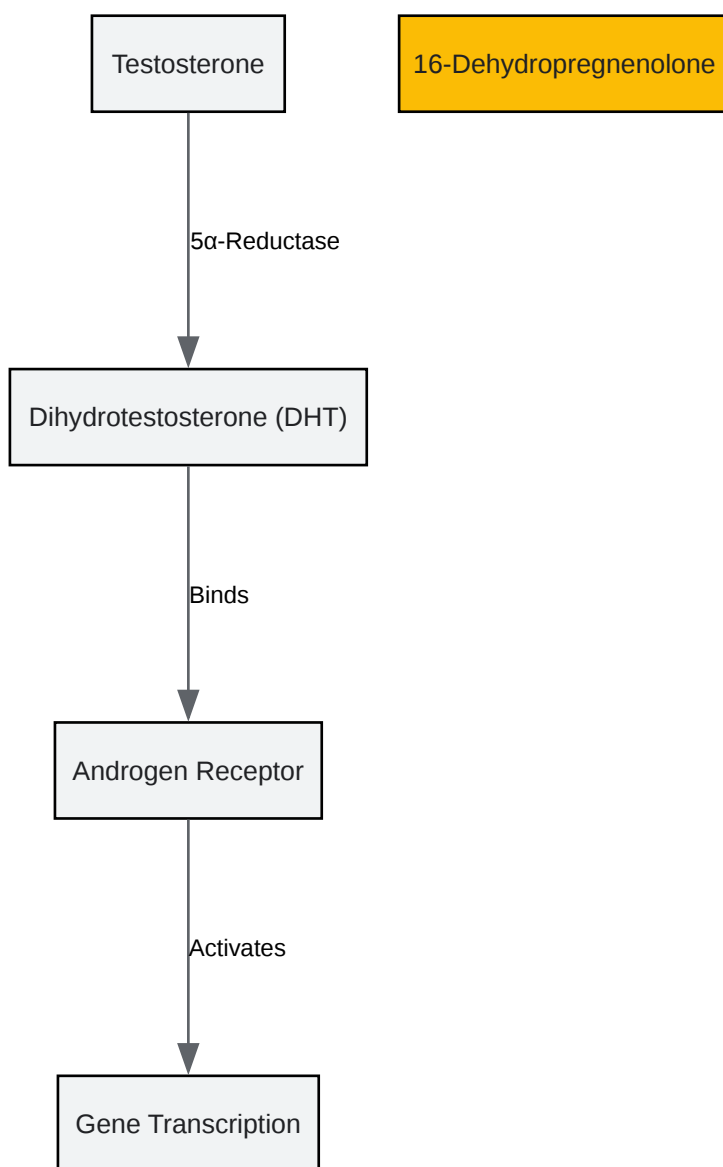 Testosterone
16-Dehydropregnenolone
5α-Reductase
Dihydrotestosterone (DHT)
Binds
Androgen Receptor
Activates
Gene Transcription